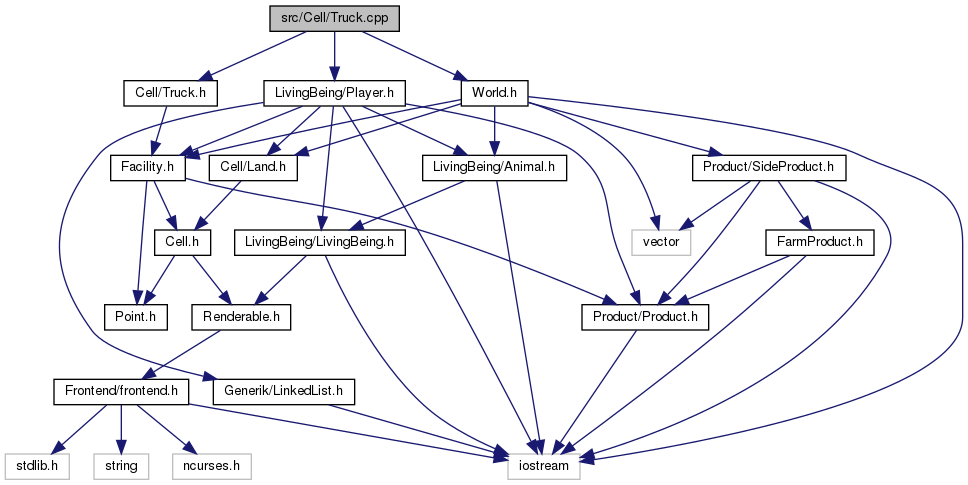 src/Cell/Truck.cpp
Cell/Truck.h
LivingBeing/Player.h
World.h
Facility.h
Cell/Land.h
LivingBeing/Animal.h
Product/SideProduct.h
Cell.h
LivingBeing/LivingBeing.h
vector
FarmProduct.h
Point.h
Renderable.h
Product/Product.h
Frontend/frontend.h
Generik/LinkedList.h
stdlib.h
string
ncurses.h
iostream